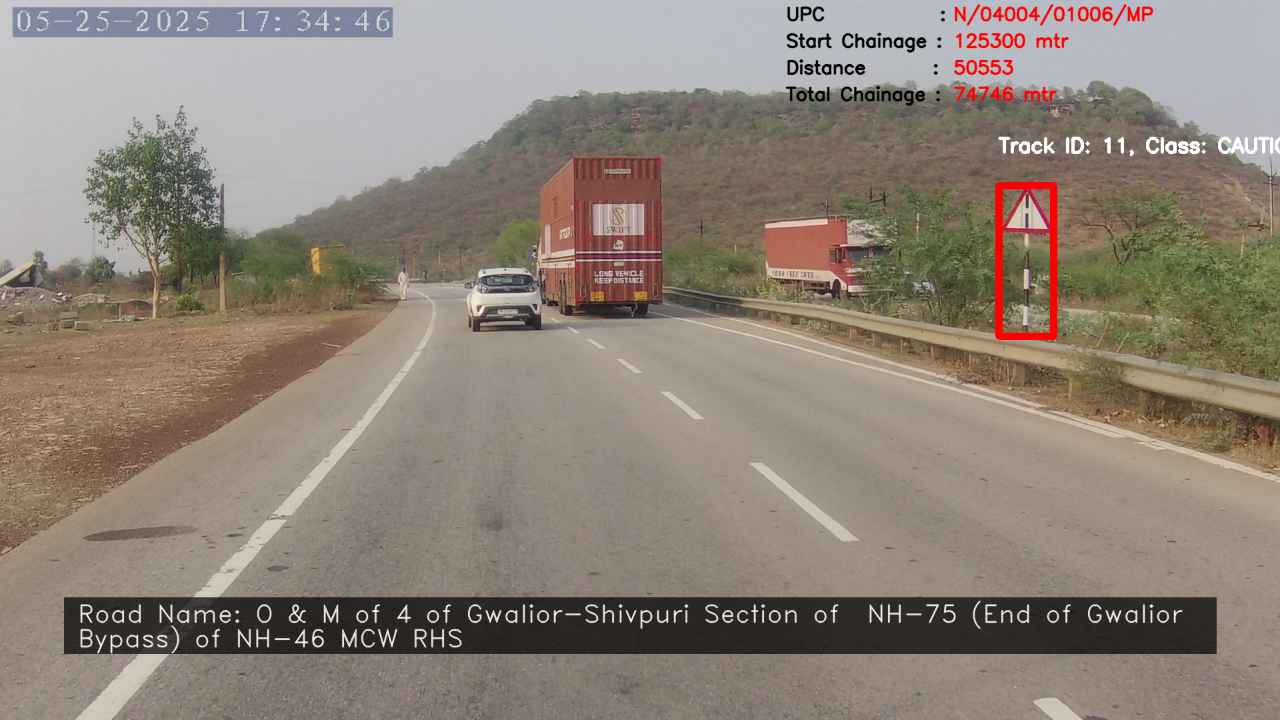 05-25-2025 17:34:46
UPC : N/04004/01006/MP
Start Chainage : 125300 mtr
Distance : 50553
Total Chainage : 74746 mtr
Track ID: 11, Class: CAUTIO
SWIFT
LONG VEHICLE
KEEP DISTANCE
Road Name: O & M of 4 of Gwalior-Shivpuri Section of NH-75 (End of Gwalior
Bypass) of NH-46 MCW RHS